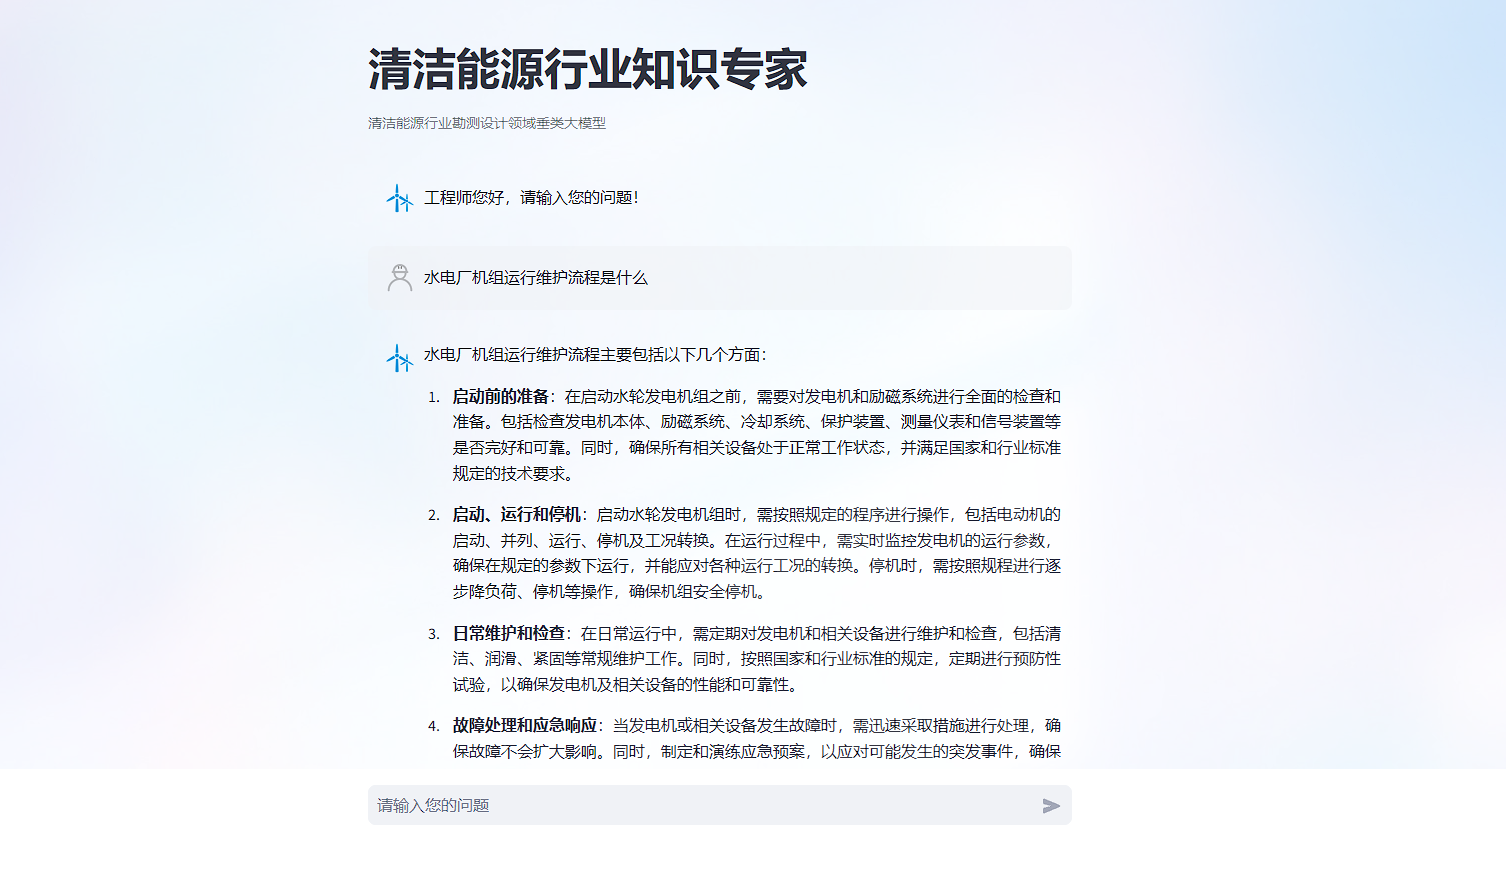 清洁能源行业知识专家
清洁能源行业勘测设计领域垂类大模型
工程师您好，请输入您的问题！
水电厂机组运行维护流程是什么
水电厂机组运行维护流程主要包括以下几个方面：
1. 启动前的准备：在启动水轮发电机组之前，需要对发电机和励磁系统进行全面的检查和
准备。包括检查发电机本体、励磁系统、冷却系统、保护装置、测量仪表和信号装置等
是否完好和可靠。同时，确保所有相关设备处于正常工作状态，并满足国家和行业标准
规定的技术要求。
2. 启动、运行和停机：启动水轮发电机组时，需按照规定的程序进行操作，包括电动机的
启动、并列、运行、停机及工况转换。在运行过程中，需实时监控发电机的运行参数，
确保在规定的参数下运行，并能应对各种运行工况的转换。停机时，需按照规程进行逐
步降负荷、停机等操作，确保机组安全停机。
3. 日常维护和检查：在日常运行中，需定期对发电机和相关设备进行维护和检查，包括清
洁、润滑、紧固等常规维护工作。同时，按照国家和行业标准的规定，定期进行预防性
试验，以确保发电机及相关设备的性能和可靠性。
4. 故障处理和应急响应：当发电机或相关设备发生故障时，需迅速采取措施进行处理，确
保故障不会扩大影响。同时，制定和演练应急预案，以应对可能发生的突发事件，确保
请输入您的问题